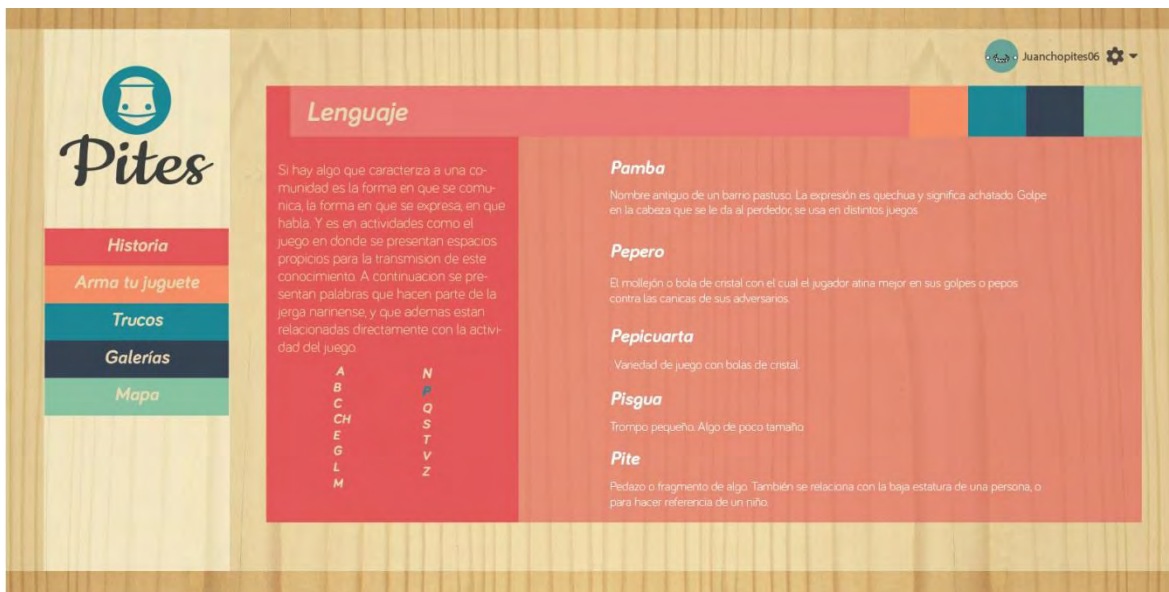 Juanchopites06
Pites
Historia
Arma tu juguete
Trucos
Galerías
Mapa
Lenguaje
Si hay algo que caracteriza a una co-
munidad es la forma en que se comu-
nica, la forma en que se expresa, en que
habla. Y es en actividades como el
juego en donde se presentan espacios
propicios para la transmision de este
conocimiento. A continuacion se pre-
sentan palabras que hacen parte de la
jerga narinense, y que ademas estan
relacionadas directamente con la activi-
dad del juego.
A
B
C
CH
E
G
L
M
N
P
Q
S
T
V
Z
Pamba
Nombre antiguo de un barrio pastuso. La expresión es quechua y significa achatado. Golpe
en la cabeza que se le da al perdedor, se usa en distintos juegos
Pepero
El mollejón o bola de cristal con el cual el jugador atina mejor en sus golpes o pepos
contra las canicas de sus adversarios.
Pepicuarta
Variedad de juego con bolas de cristal.
Pisgua
Trompo pequeño. Algo de poco tamaño.
Pite
Pedazo o fragmento de algo. También se relaciona con la baja estatura de una persona, o
para hacer referencia de un niño.